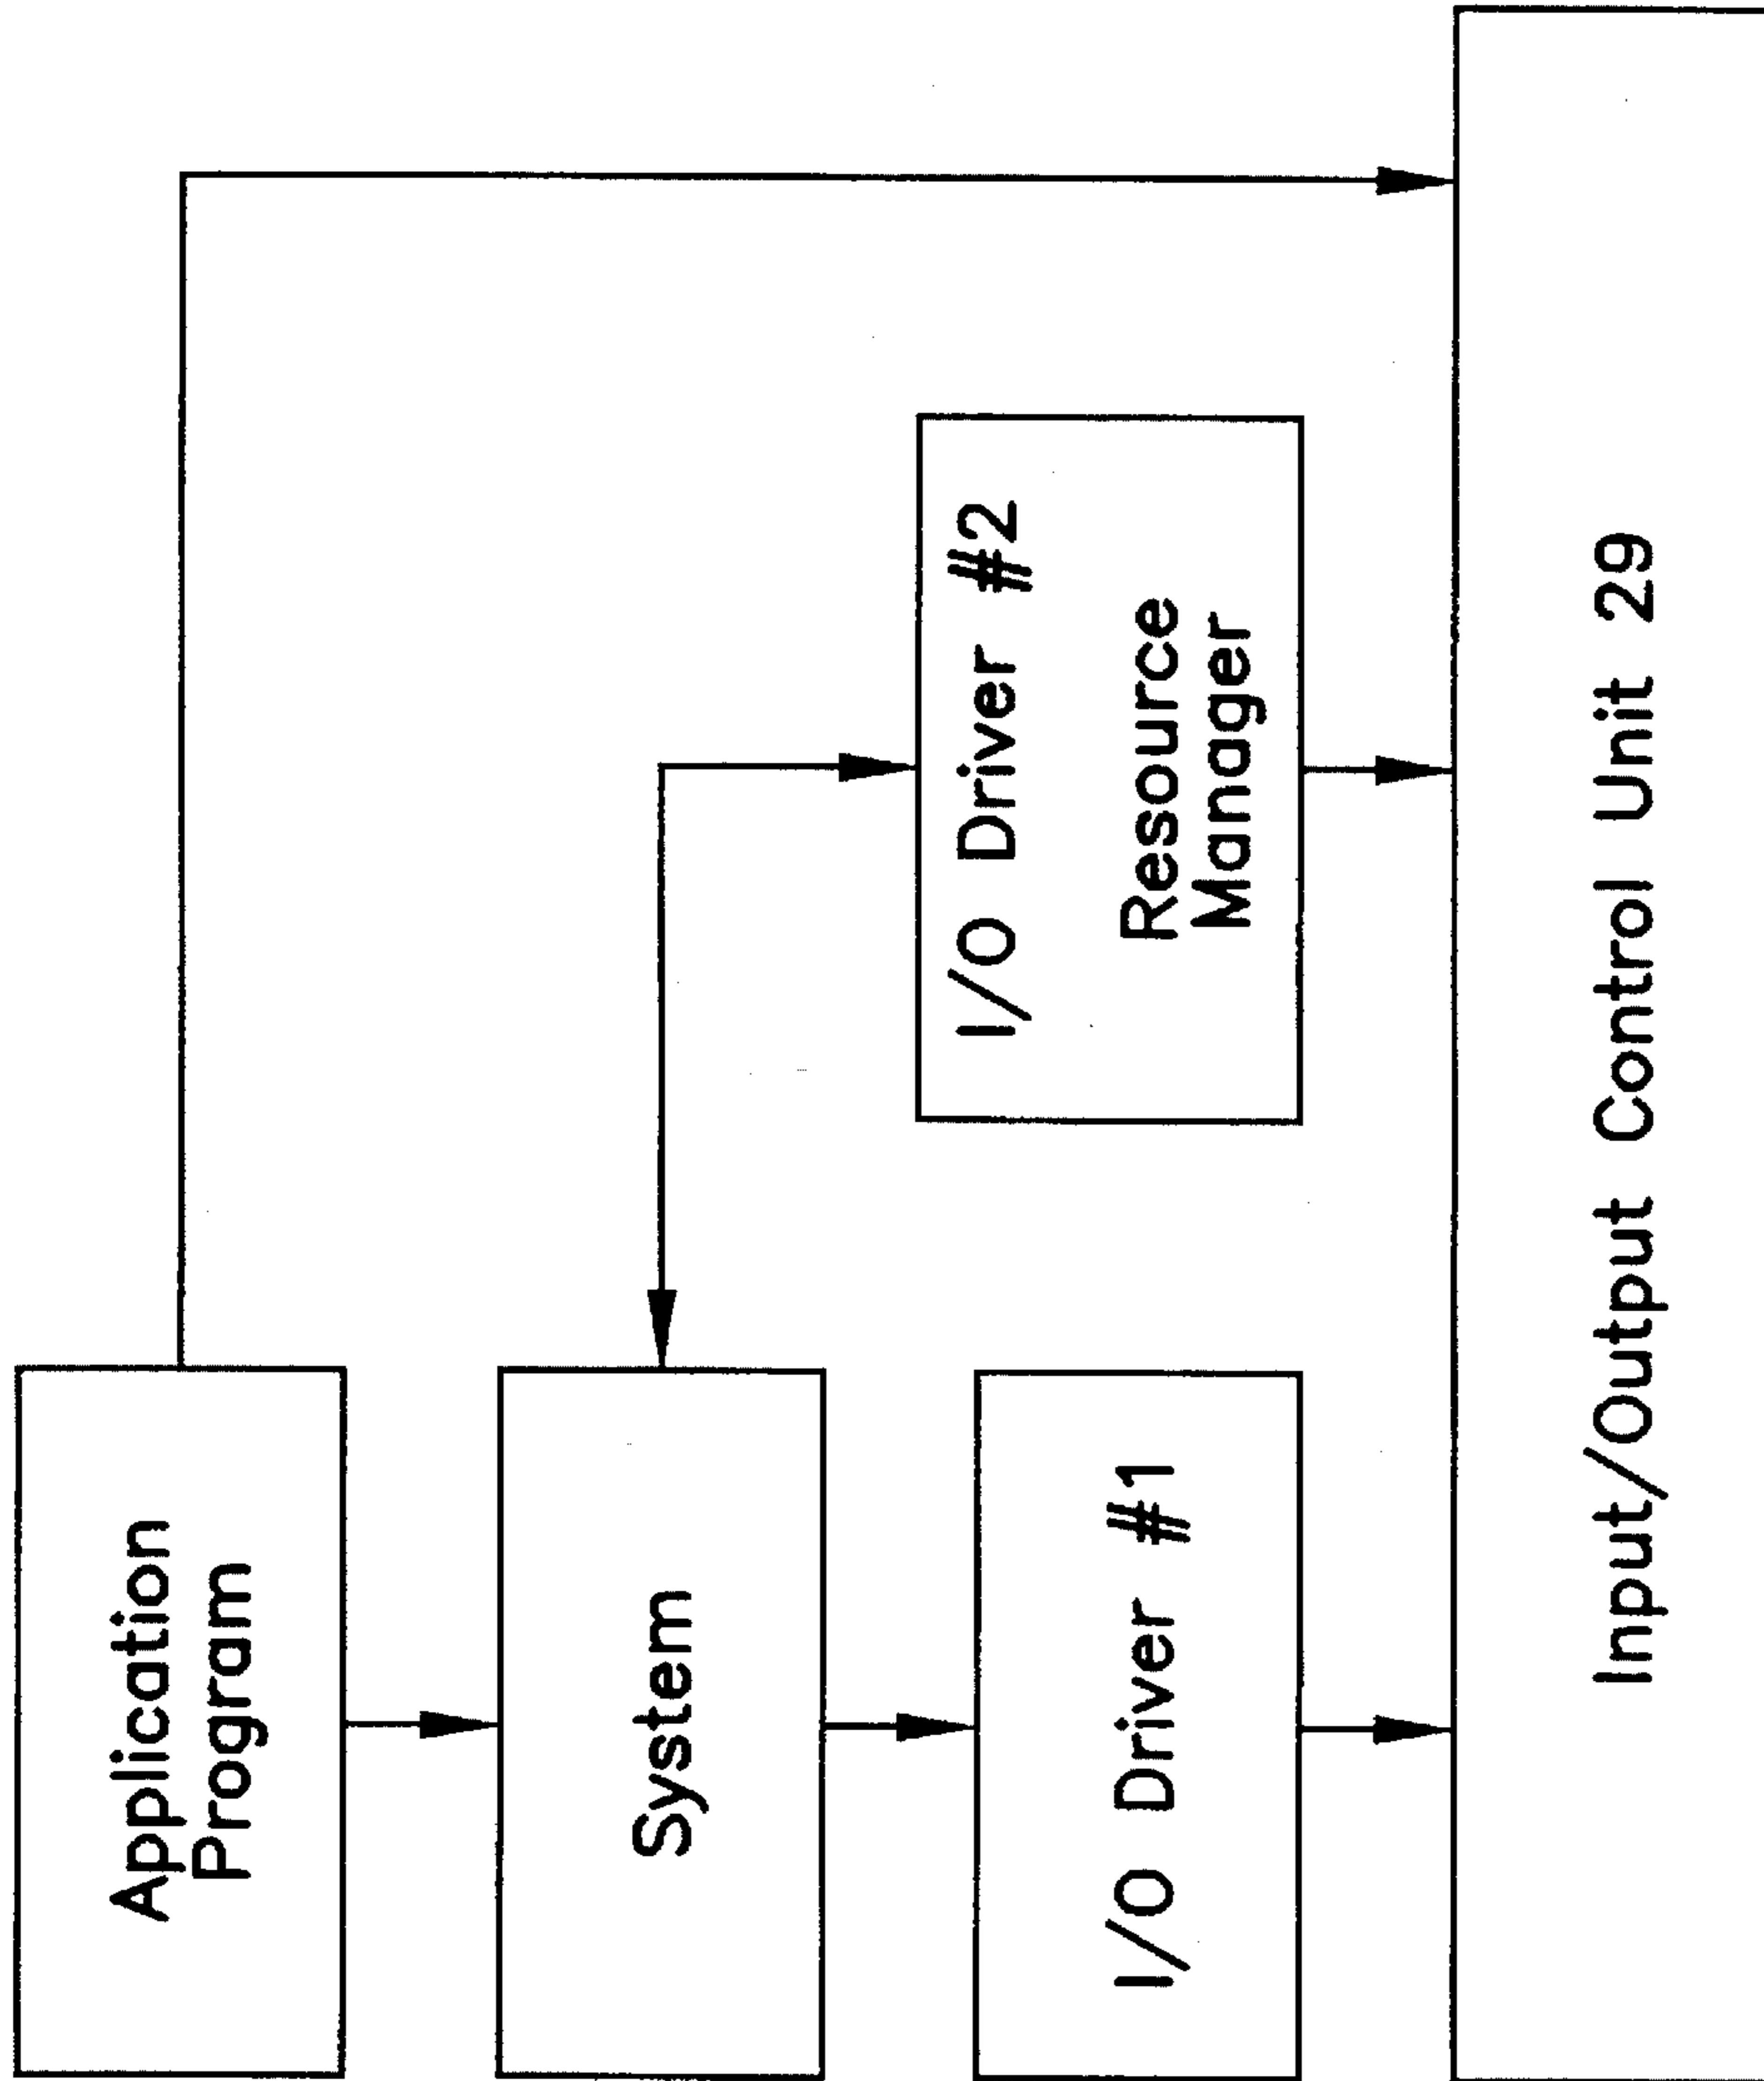 Application
Program
System
I/O Driver #1
I/O Driver #2
Resource
Manager
Input/Output Control Unit 29